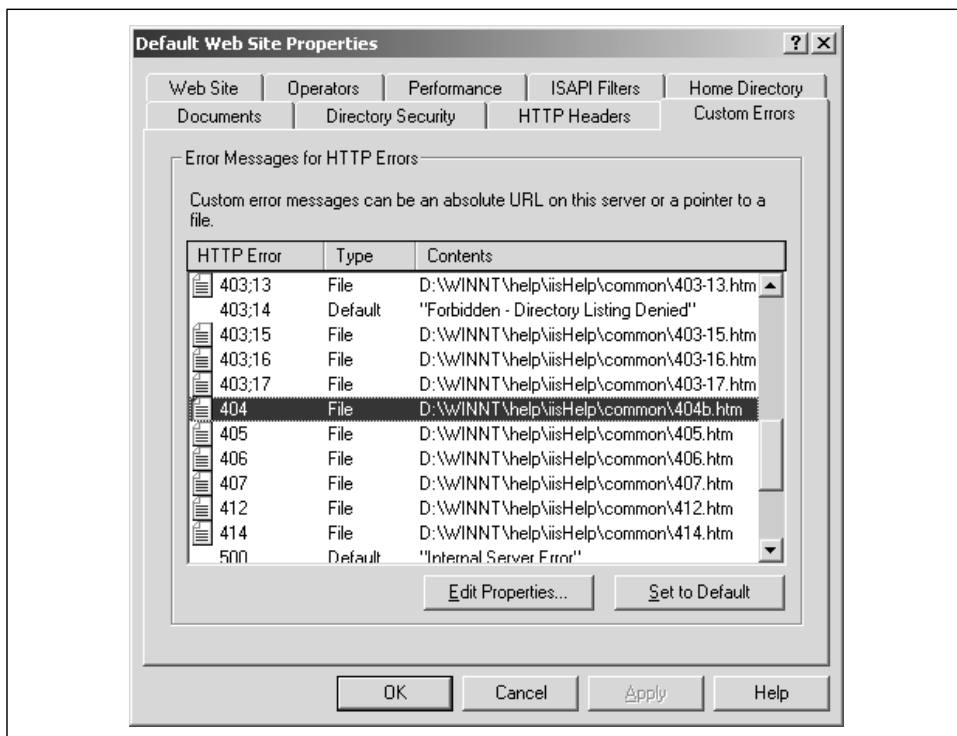 Default Web Site Properties
Web Site Operators Performance ISAPI Filters Home Directory
Documents Directory Security HTTP Headers Custom Errors
Error Messages for HTTP Errors
Custom error messages can be an absolute URL on this server or a pointer to a
file.
HTTP Error Type Contents
403;13 File D:\WINNT\help\iisHelp\common\403-13.htm
403;14 Default "Forbidden - Directory Listing Denied"
403;15 File D:\WINNT\help\iisHelp\common\403-15.htm
403;16 File D:\WINNT\help\iisHelp\common\403-16.htm
403;17 File D:\WINNT\help\iisHelp\common\403-17.htm
404 File D:\WINNT\help\iisHelp\common\404b.htm
405 File D:\WINNT\help\iisHelp\common\405.htm
406 File D:\WINNT\help\iisHelp\common\406.htm
407 File D:\WINNT\help\iisHelp\common\407.htm
412 File D:\WINNT\help\iisHelp\common\412.htm
414 File D:\WINNT\help\iisHelp\common\414.htm
500 Default "Internal Server Error"
Edit Properties... Set to Default
OK Cancel Apply Help